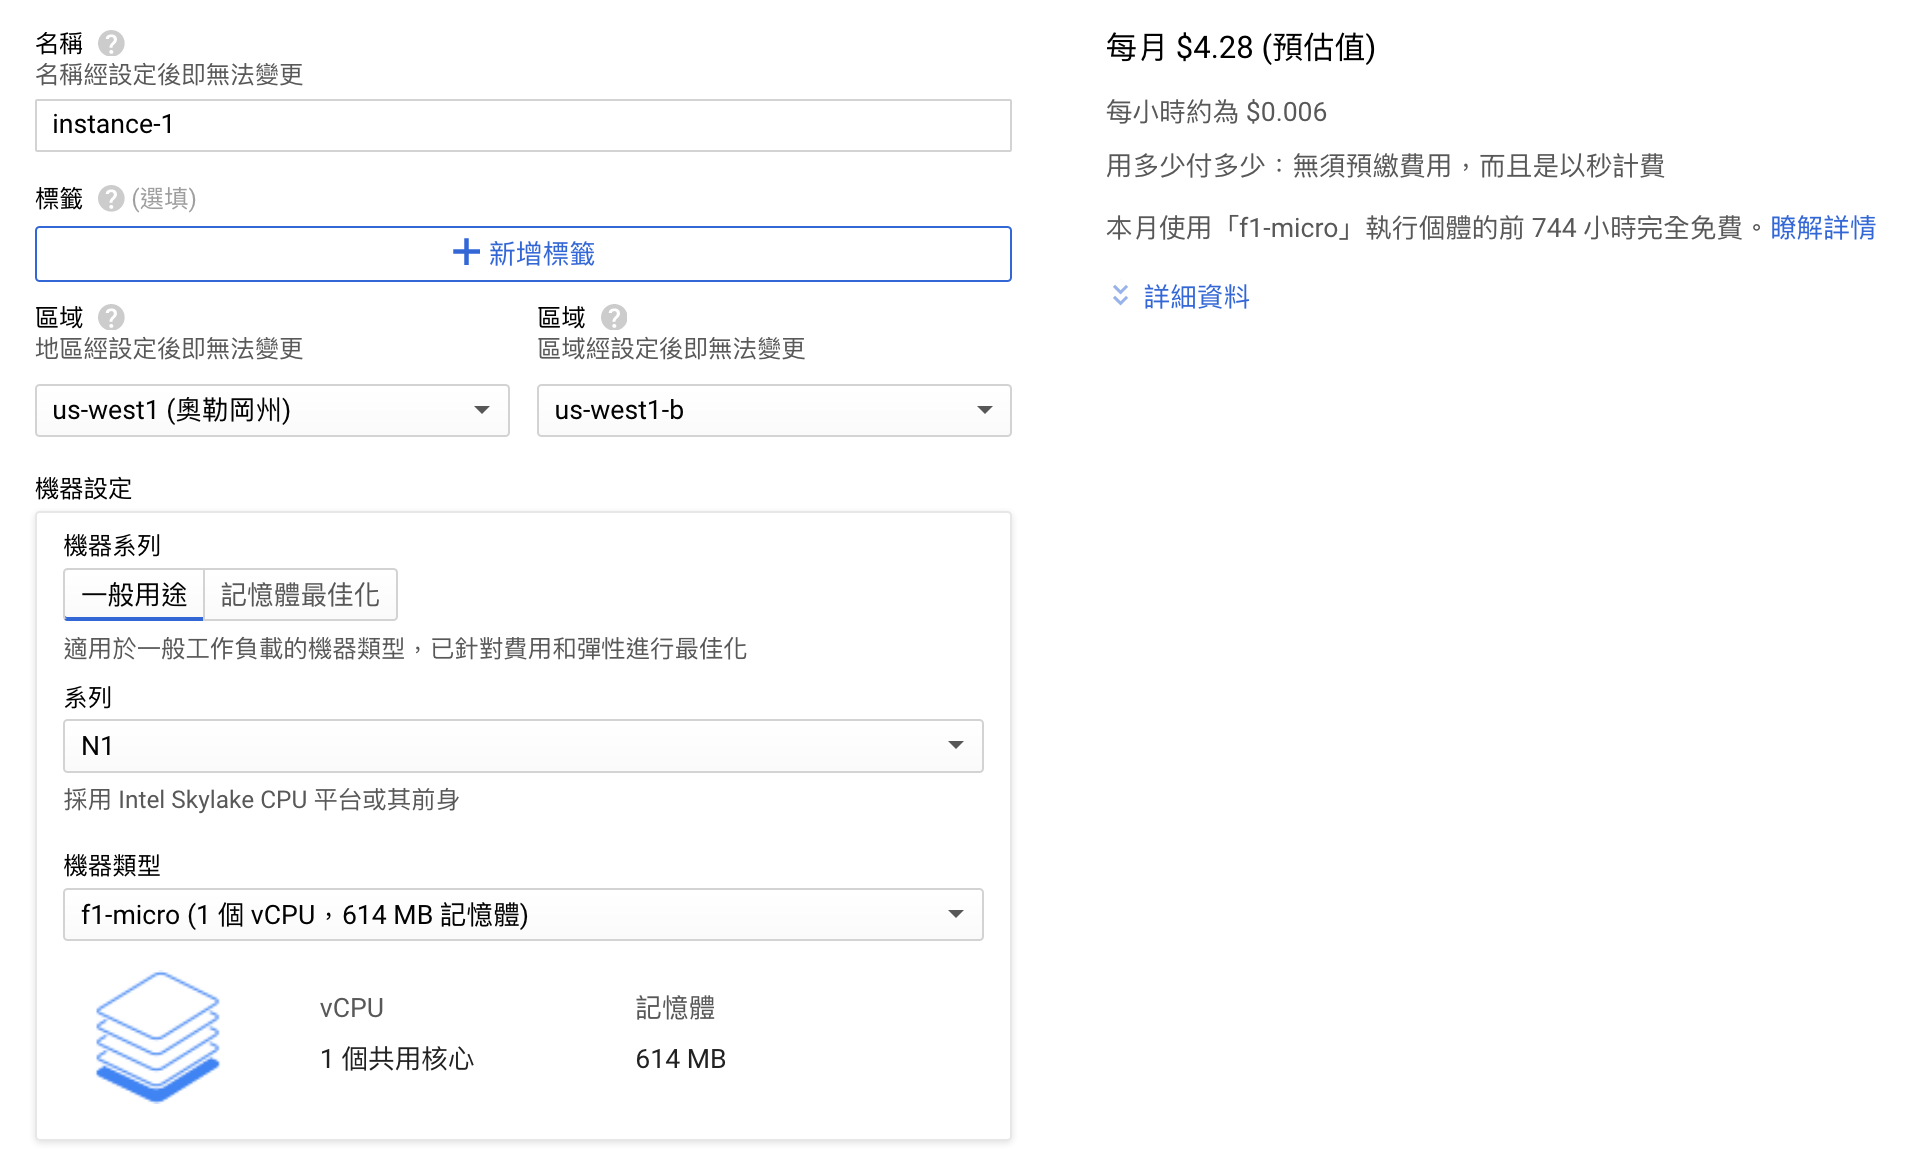 名稱
名稱經設定後即無法變更
instance-1
標籤 (選填)
新增標籤
區域
地區經設定後即無法變更
us-west1 (奧勒岡州)
區域
區域經設定後即無法變更
us-west1-b
機器設定
機器系列
一般用途 記憶體最佳化
適用於一般工作負載的機器類型，已針對費用和彈性進行最佳化
系列
N1
採用 Intel Skylake CPU 平台或其前身
機器類型
f1-micro (1 個 vCPU，614 MB 記憶體)
vCPU 記憶體
1 個共用核心 614 MB
每月 $4.28 (預估值)
每小時約為 $0.006
用多少付多少：無須預繳費用，而且是以秒計費
本月使用「f1-micro」執行個體的前 744 小時完全免費。瞭解詳情
詳細資料